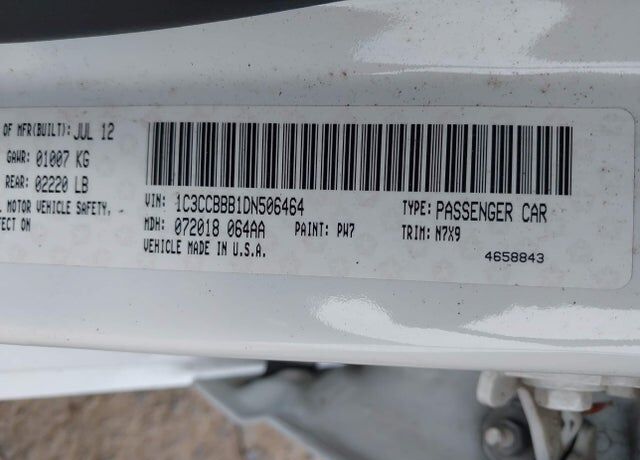 OF MFR(BUILT): JUL 12
GAWR: 01007 KG
REAR: 02220 LB
MOTOR VEHICLE SAFETY,
ON
VIN: 1C3CCBBB1DN506464
TYPE: PASSENGER CAR
MDH: 072018 064AA
PAINT: PW7
TRIM: N7X9
VEHICLE MADE IN U.S.A.
4658843